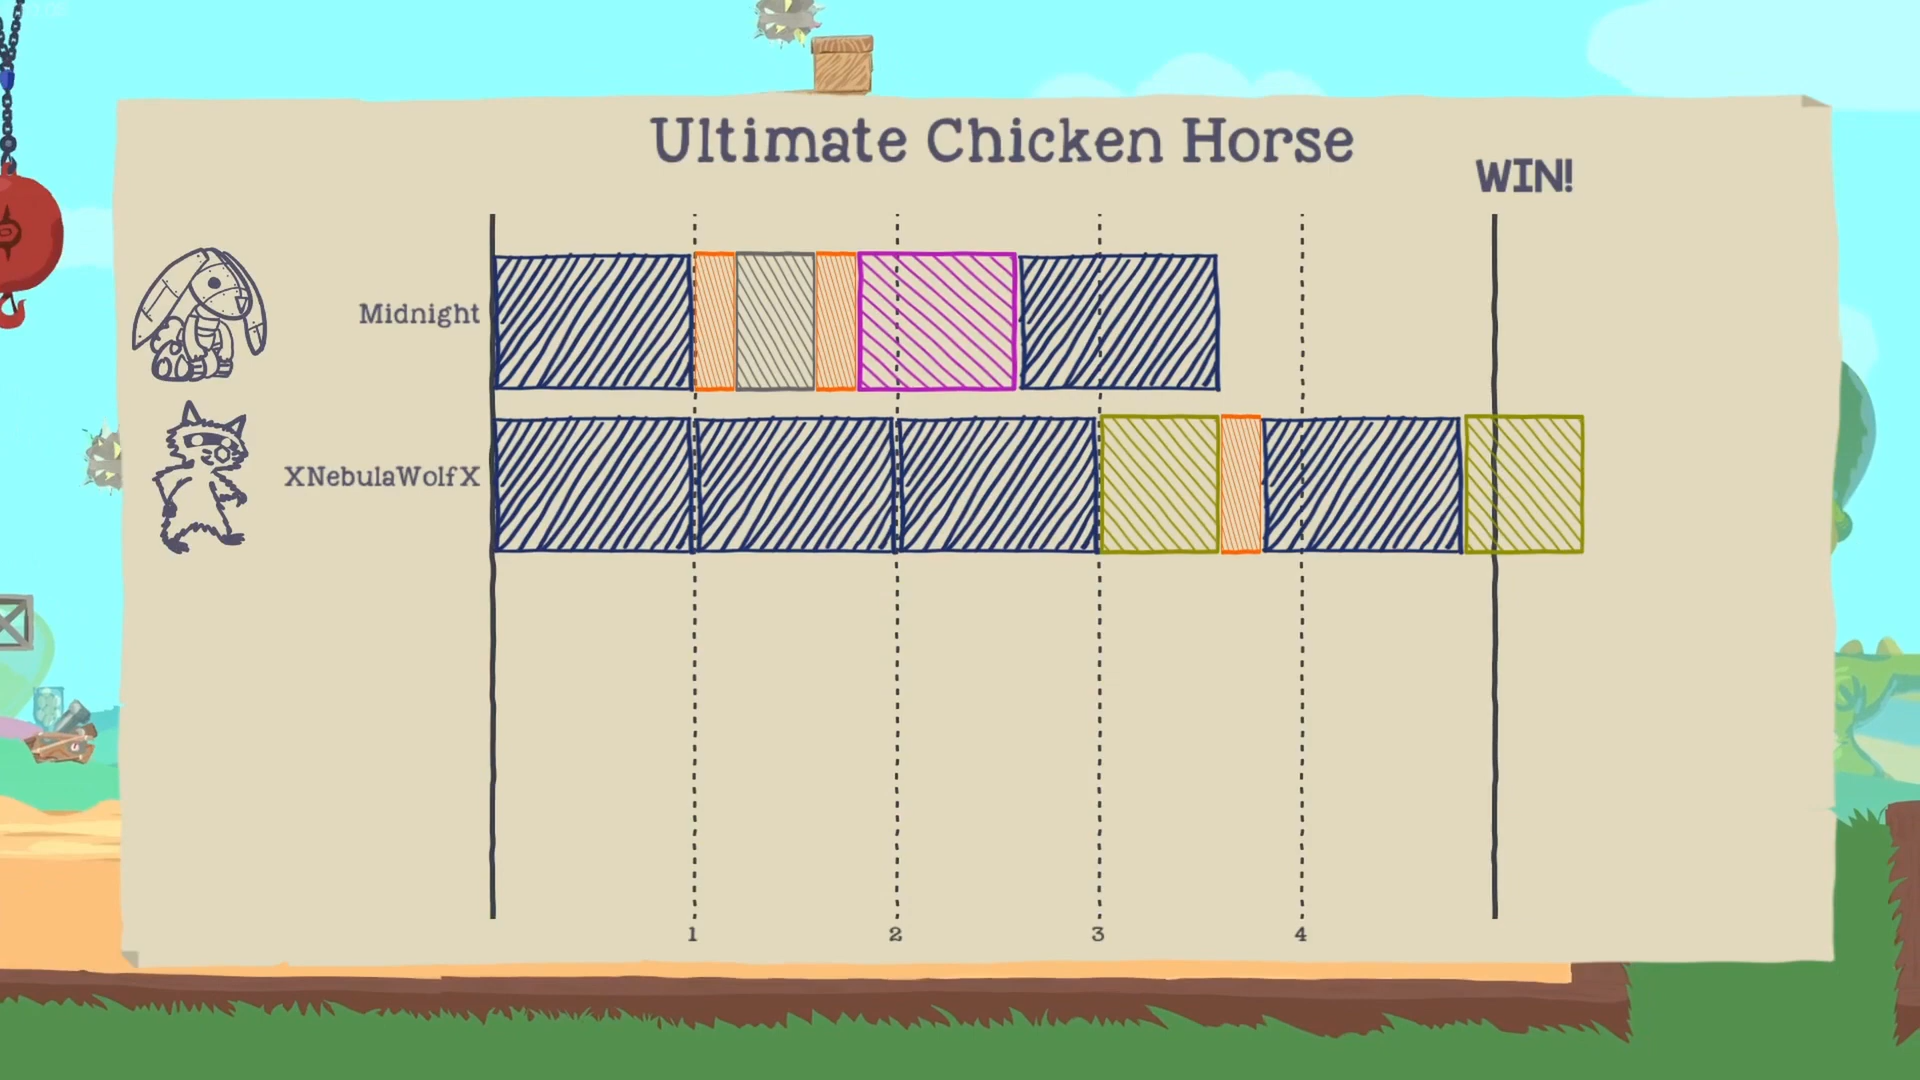 Ultimate Chicken Horse
WIN!
Midnight
XNebulaWolfX
1 2 3 4